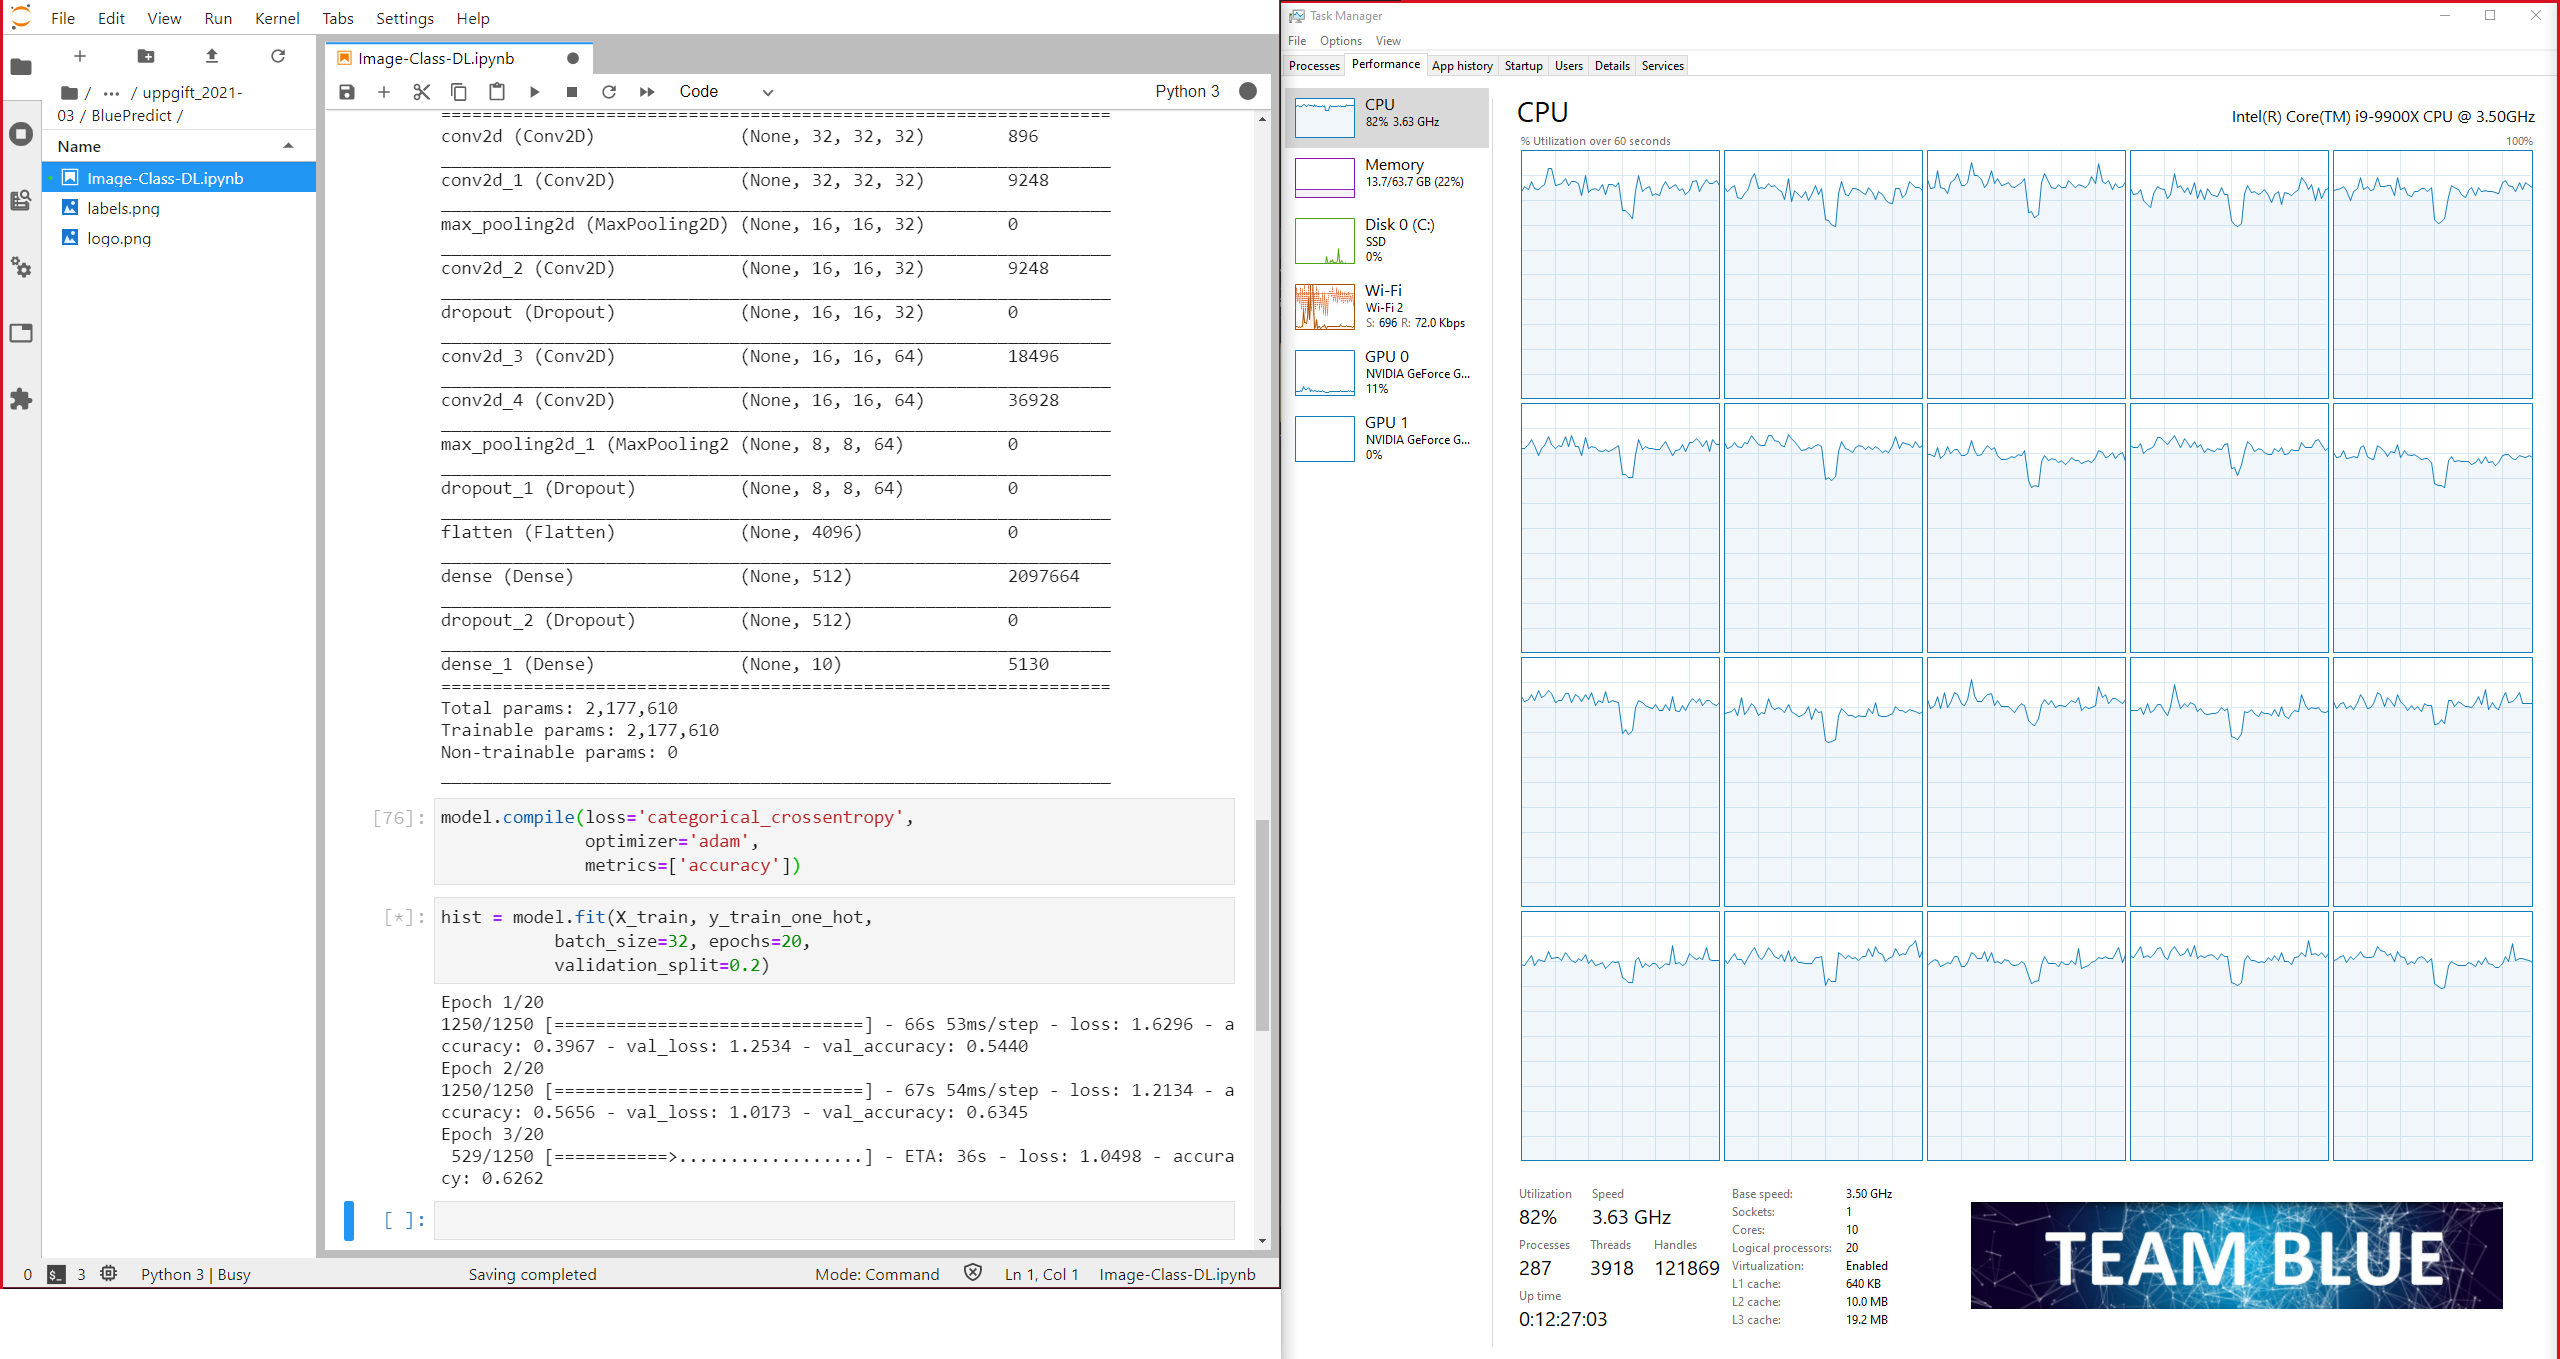 File Edit View Run Kernel Tabs Settings Help
/ ··· / uppgift_2021-
03 / BluePredict /
Name
Image-Class-DL.ipynb
labels.png
logo.png
Image-Class-DL.ipynb
Code
Python 3
==================================================================
conv2d (Conv2D) (None, 32, 32, 32) 896
conv2d_1 (Conv2D) (None, 32, 32, 32) 9248
max_pooling2d (MaxPooling2D) (None, 16, 16, 32) 0
conv2d_2 (Conv2D) (None, 16, 16, 32) 9248
dropout (Dropout) (None, 16, 16, 32) 0
conv2d_3 (Conv2D) (None, 16, 16, 64) 18496
conv2d_4 (Conv2D) (None, 16, 16, 64) 36928
max_pooling2d_1 (MaxPooling2 (None, 8, 8, 64) 0
dropout_1 (Dropout) (None, 8, 8, 64) 0
flatten (Flatten) (None, 4096) 0
dense (Dense) (None, 512) 2097664
dropout_2 (Dropout) (None, 512) 0
dense_1 (Dense) (None, 10) 5130
==================================================================
Total params: 2,177,610
Trainable params: 2,177,610
Non-trainable params: 0
[76]: model.compile(loss='categorical_crossentropy',
optimizer='adam',
metrics=['accuracy'])
[*]: hist = model.fit(X_train, y_train_one_hot,
batch_size=32, epochs=20,
validation_split=0.2)
Epoch 1/20
1250/1250 [==============================] - 66s 53ms/step - loss: 1.6296 - a
ccuracy: 0.3967 - val_loss: 1.2534 - val_accuracy: 0.5440
Epoch 2/20
1250/1250 [==============================] - 67s 54ms/step - loss: 1.2134 - a
ccuracy: 0.5656 - val_loss: 1.0173 - val_accuracy: 0.6345
Epoch 3/20
529/1250 [===========>..................] - ETA: 36s - loss: 1.0498 - accura
cy: 0.6262
[ ]:
0 $_ 3 Python 3 | Busy Saving completed Mode: Command Ln 1, Col 1 Image-Class-DL.ipynb
Task Manager
File Options View
Processes Performance App history Startup Users Details Services
CPU
82% 3.63 GHz
Memory
13.7/63.7 GB (22%)
Disk 0 (C:)
SSD
0%
Wi-Fi
Wi-Fi 2
S: 696 R: 72.0 Kbps
GPU 0
NVIDIA GeForce G...
11%
GPU 1
NVIDIA GeForce G...
0%
CPU Intel(R) Core(TM) i9-9900X CPU @ 3.50GHz
% Utilization over 60 seconds 100%
Utilization Speed
82% 3.63 GHz
Processes Threads Handles
287 3918 121869
Up time
0:12:27:03
Base speed: 3.50 GHz
Sockets: 1
Cores: 10
Logical processors: 20
Virtualization: Enabled
L1 cache: 640 KB
L2 cache: 10.0 MB
L3 cache: 19.2 MB
TEAM BLUE